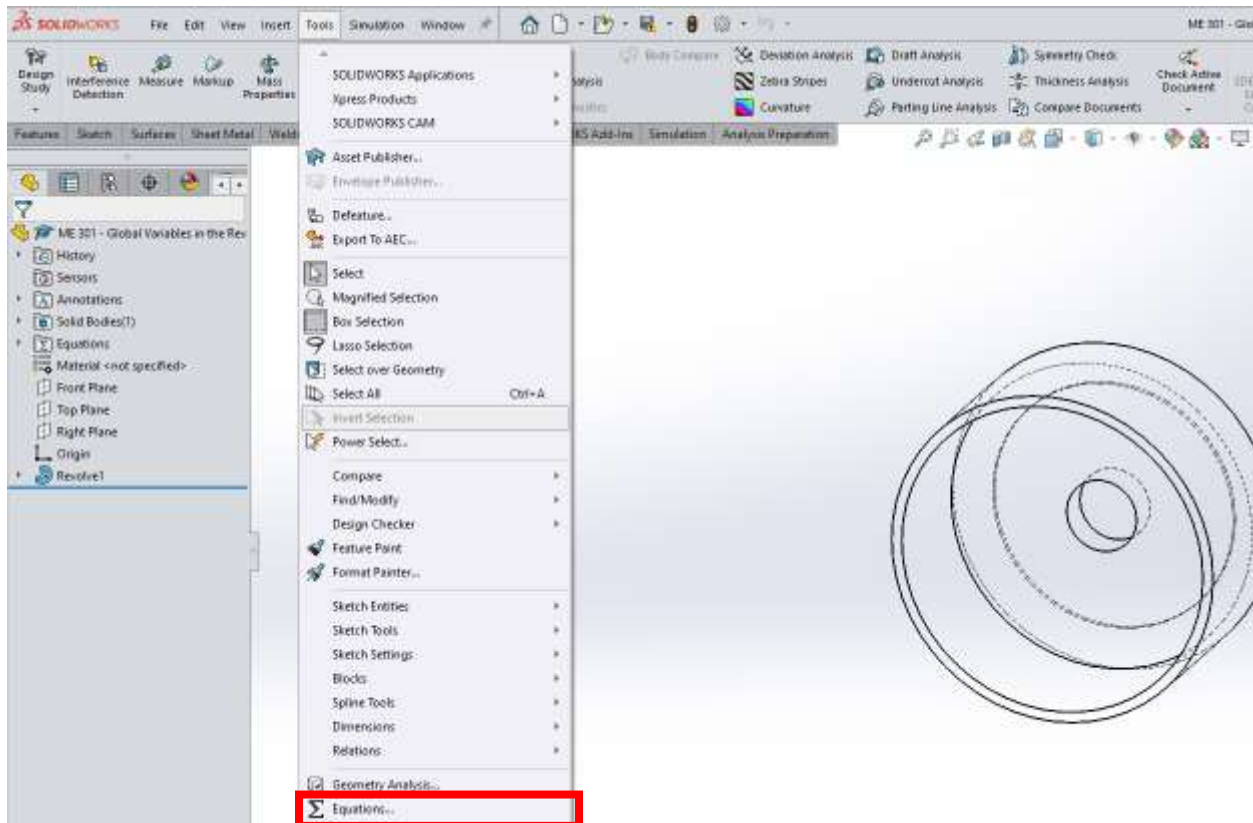 SOLIDWORKS File Edit View Insert Tools Simulation Window
ME 301 - Glo
Design Study
Interference Detection
Measure
Markup
Mass Properties
Body Compare
Deviation Analysis
Zebra Stripes
Curvature
Draft Analysis
Undercut Analysis
Parting Line Analysis
Symmetry Check
Thickness Analysis
Compare Documents
Check Active Document
Features Sketch Surfaces Sheet Metal Weld
KS Add-Ins Simulation Analysis Preparation
ME 301 - Global Variables in the Rev
History
Sensors
Annotations
Solid Bodies(1)
Equations
Material <not specified>
Front Plane
Top Plane
Right Plane
Origin
Revolve1
SOLIDWORKS Applications
Xpress Products
SOLIDWORKS CAM
Asset Publisher...
Envelope Publisher...
Defeature...
Export To AEC...
Select
Magnified Selection
Box Selection
Lasso Selection
Select over Geometry
Select All Ctrl+A
Invert Selection
Power Select...
Compare
Find/Modify
Design Checker
Feature Paint
Format Painter...
Sketch Entities
Sketch Tools
Sketch Settings
Blocks
Spline Tools
Dimensions
Relations
Geometry Analysis...
Equations...